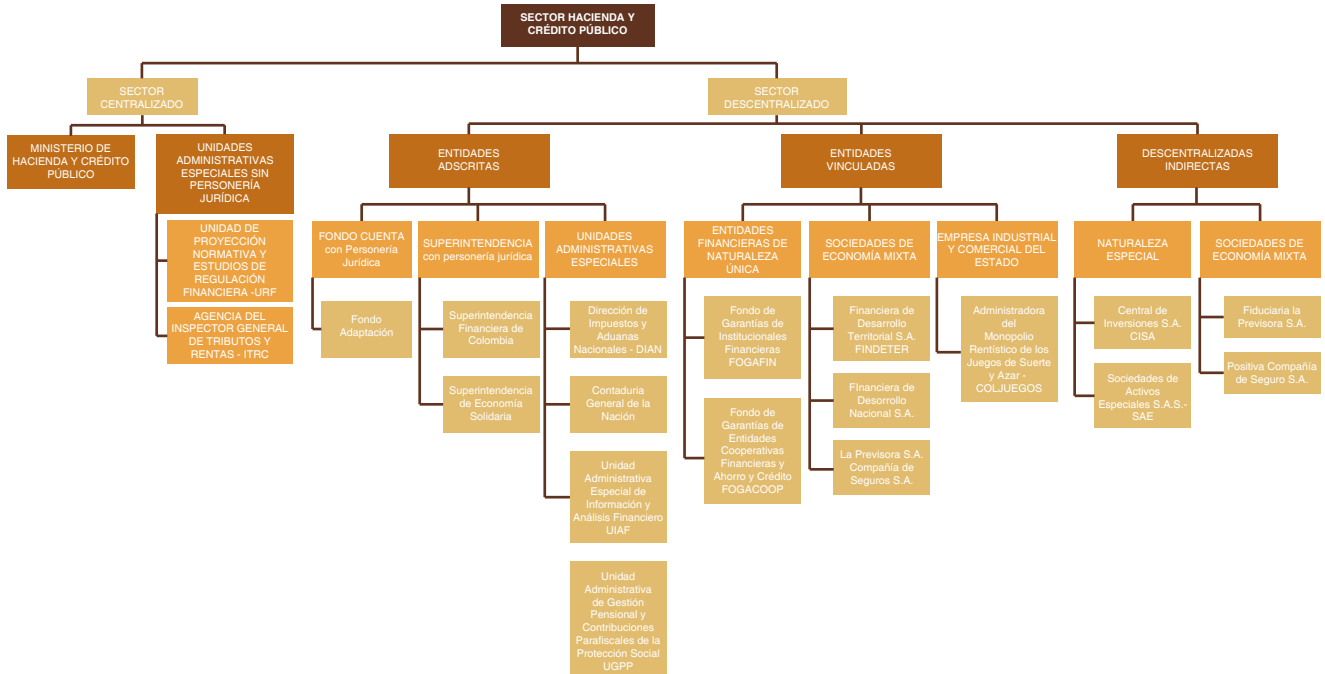 SECTOR HACIENDA Y
CRÉDITO PÚBLICO
SECTOR
CENTRALIZADO
SECTOR
DESCENTRALIZADO
MINISTERIO DE
HACIENDA Y CRÉDITO
PÚBLICO
UNIDADES
ADMINISTRATIVAS
ESPECIALES SIN
PERSONERÍA
JURÍDICA
ENTIDADES
ADSCRITAS
ENTIDADES
VINCULADAS
DESCENTRALIZADAS
INDIRECTAS
UNIDAD DE
PROYECCIÓN
NORMATIVA Y
ESTUDIOS DE
REGULACIÓN
FINANCIERA -URF
AGENCIA DEL
INSPECTOR GENERAL
DE TRIBUTOS Y
RENTAS - ITRC
FONDO CUENTA
con Personería
Jurídica
SUPERINTENDENCIA
con personería jurídica
UNIDADES
ADMINISTRATIVAS
ESPECIALES
ENTIDADES
FINANCIERAS DE
NATURALEZA
ÚNICA
SOCIEDADES DE
ECONOMÍA MIXTA
EMPRESA INDUSTRIAL
Y COMERCIAL DEL
ESTADO
NATURALEZA
ESPECIAL
SOCIEDADES DE
ECONOMÍA MIXTA
Fondo
Adaptación
Superintendencia
Financiera de
Colombia
Superintendencia
de Economía
Solidaria
Dirección de
Impuestos y
Aduanas
Nacionales - DIAN
Contaduria
General de la
Nación
Unidad
Administrativa
Especial de
Información y
Análisis Financiero
UIAF
Unidad
Administrativa
de Gestión
Pensional y
Contribuciones
Parafiscales de la
Protección Social
UGPP
Fondo de
Garantías de
Institucionales
Financieras
FOGAFIN
Fondo de
Garantías de
Entidades
Cooperativas
Financieras y
Ahorro y Crédito
FOGACOOP
Financiera de
Desarrollo
Territorial S.A.
FINDETER
FInanciera de
Desorrollo
Nacional S.A.
La Previsora S.A.
Compañía de
Seguros S.A.
Administradora
del
Monopolio
Rentístico de los
Juegos de Suerte
y Azar -
COLJUEGOS
Central de
Inversiones S.A.
CISA
Sociedades de
Activos
Especiales S.A.S.-
SAE
Fiduciaria la
Previsora S.A.
Positiva Compañía
de Seguro S.A.